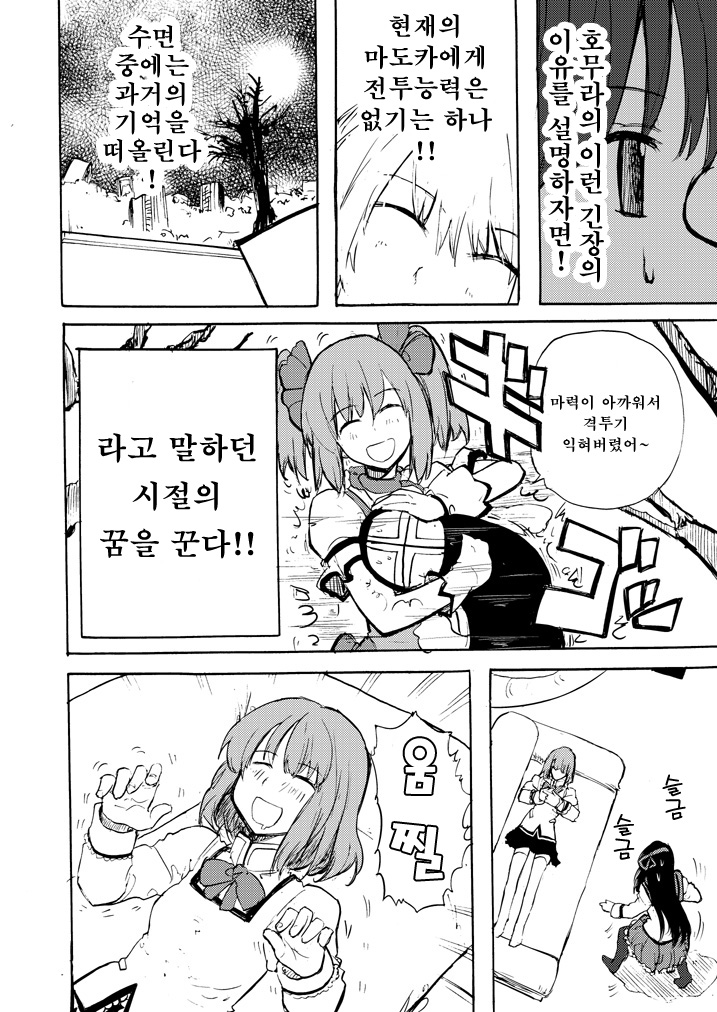 호무라의 이런 긴장의
이유를 설명하자면!
현재의
마도카에게
전투능력은
없기는 하나
!!
수면
중에는
과거의
기억을
떠올린다
!
마력이 아까워서
격투기
익혀버렸어~
ギュ
ゴゴ
라고 말하던
시절의
꿈을 꾼다!!
슬금
슬금
움
찔